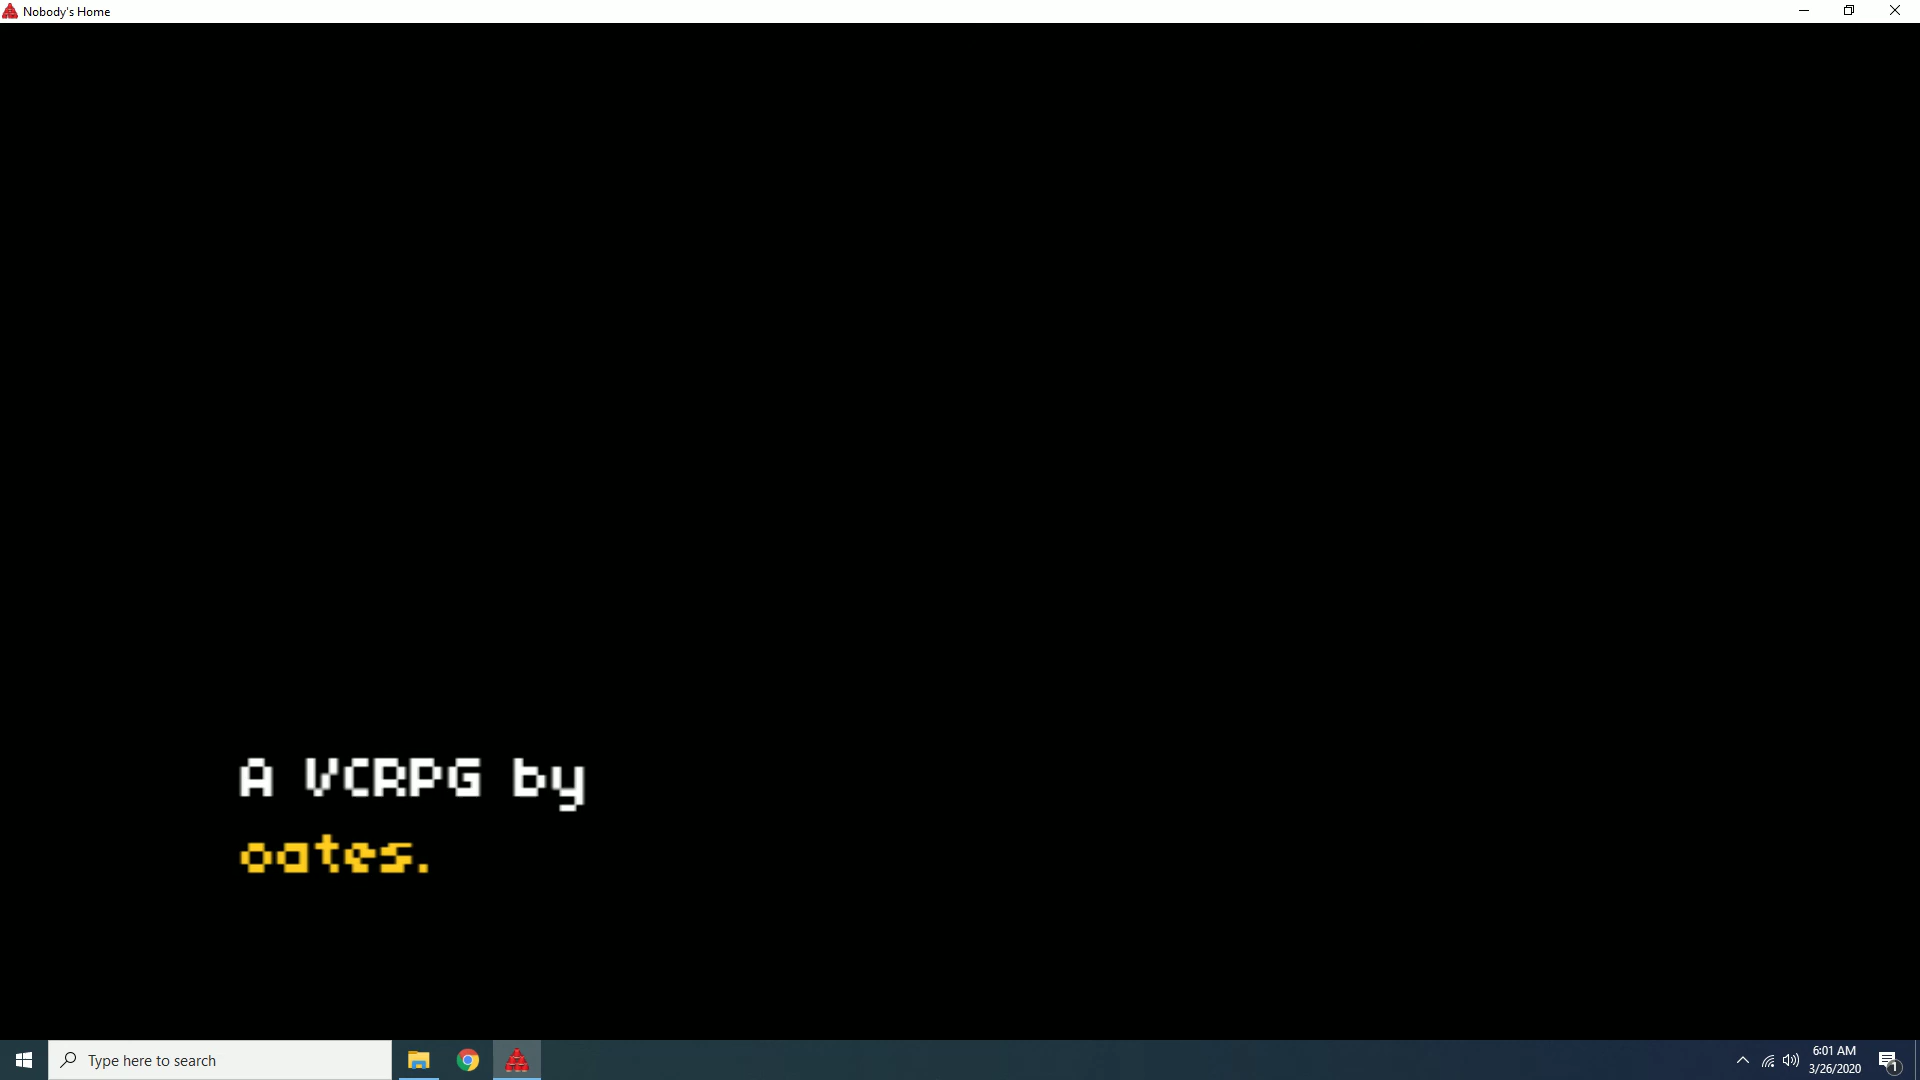 Nobody's Home
A VCRPG by
oates.
Type here to search
6:01 AM
3/26/2020
1